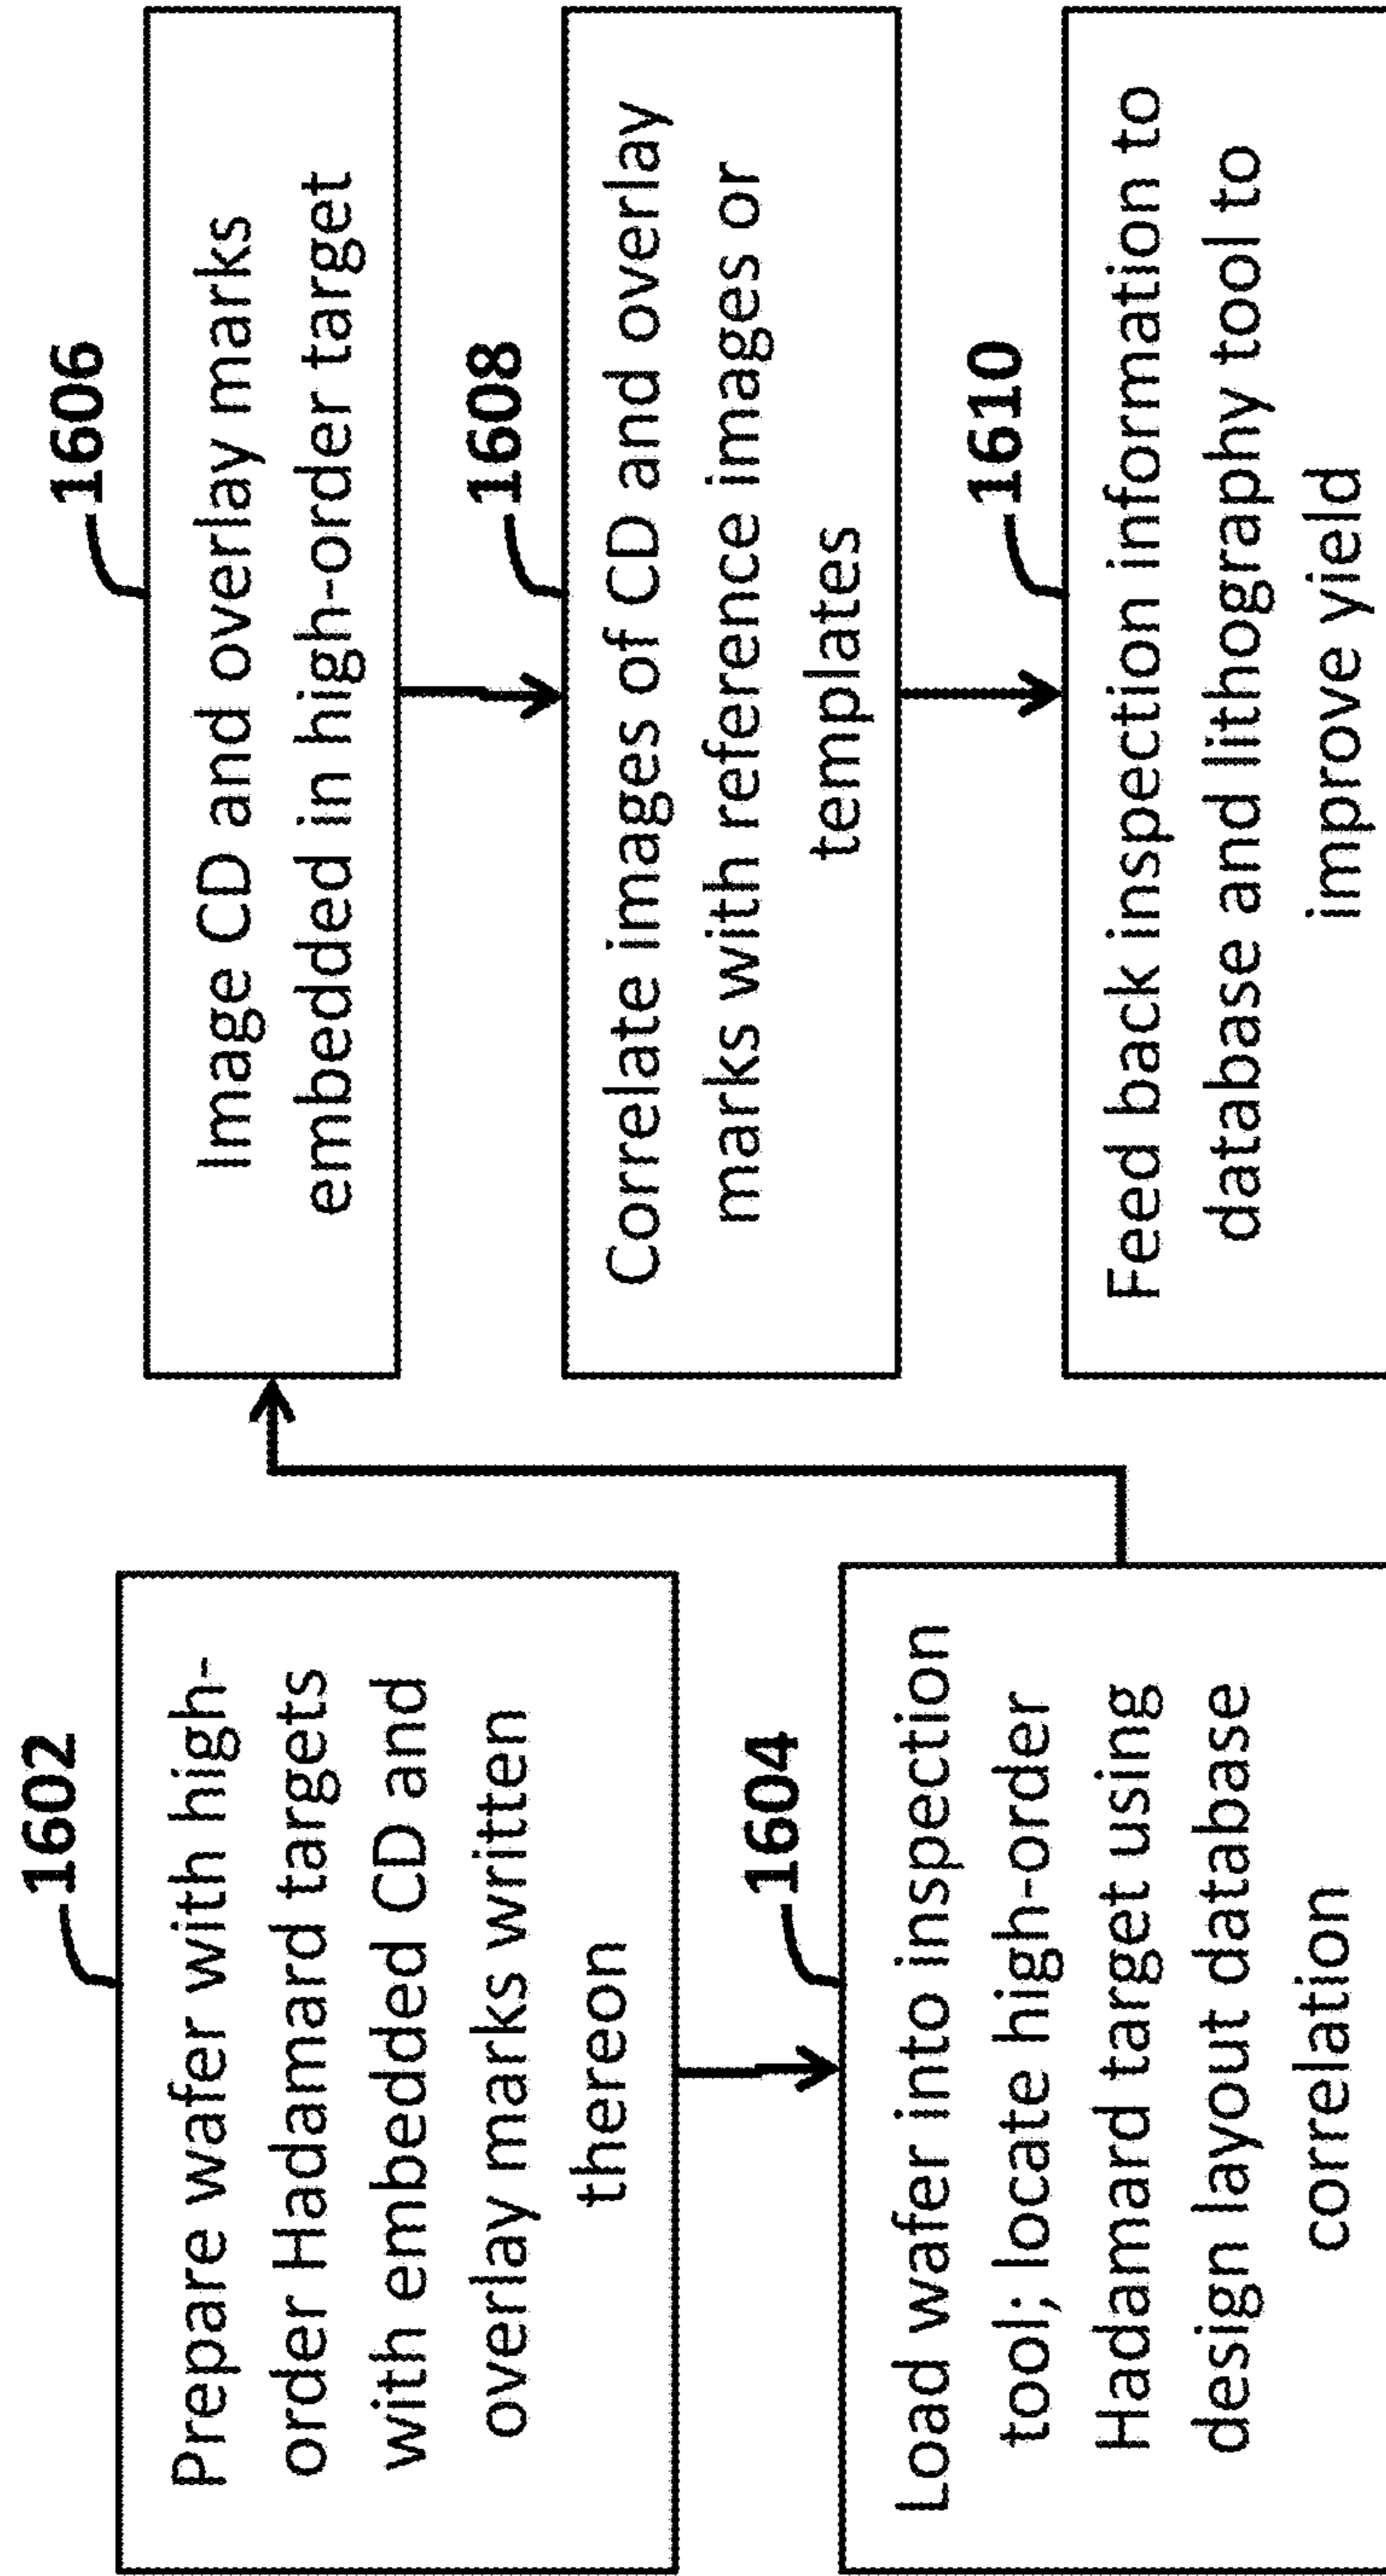 1602
Prepare wafer with high-
order Hadamard targets
with embedded CD and
overlay marks written
thereon
1604
Load wafer into inspection
tool; locate high-order
Hadamard target using
design layout database
correlation
1606
Image CD and overlay marks
embedded in high-order target
1608
Correlate images of CD and overlay
marks with reference images or
templates
1610
Feed back inspection information to
database and lithography tool to
improve yield